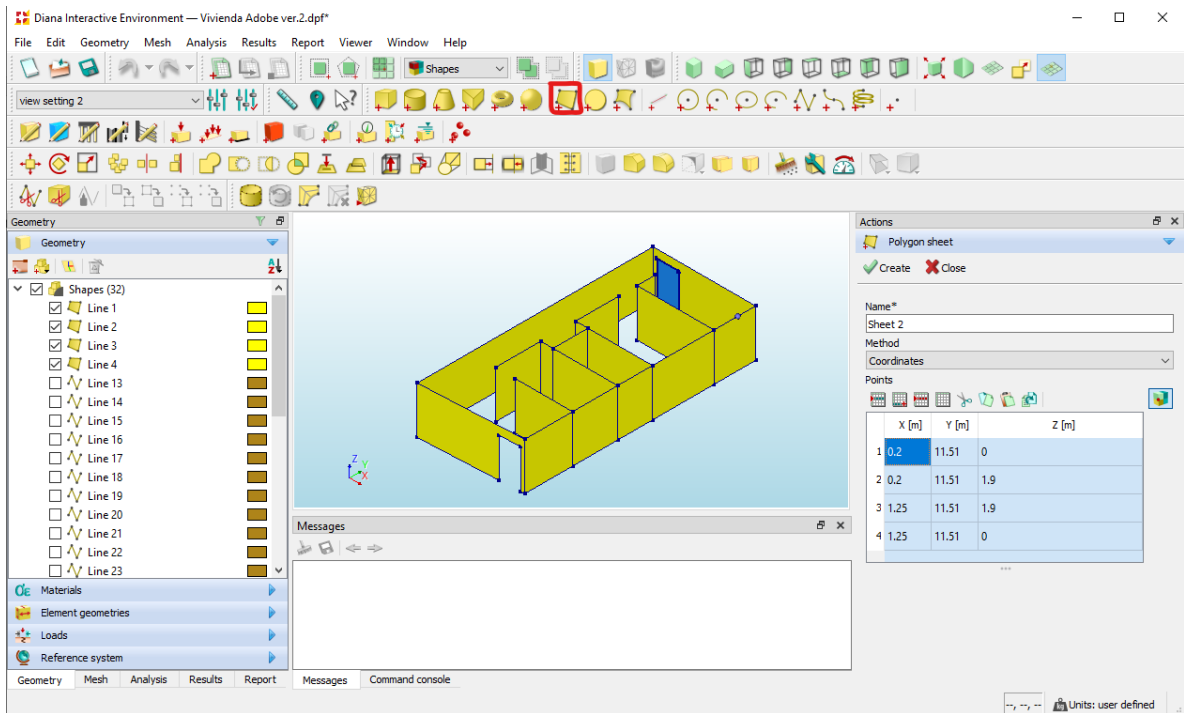 Diana Interactive Environment — Vivienda Adobe ver.2.dpf*
File Edit Geometry Mesh Analysis Results Report Viewer Window Help
Shapes
view setting 2
Geometry
Geometry
Shapes (32)
Line 1
Line 2
Line 3
Line 4
Line 13
Line 14
Line 15
Line 16
Line 17
Line 18
Line 19
Line 20
Line 21
Line 22
Line 23
Materials
Element geometries
Loads
Reference system
Geometry Mesh Analysis Results Report
Z
Y
X
Messages
Messages Command console
Actions
Polygon sheet
Create Close
Name*
Sheet 2
Method
Coordinates
Points
X [m] Y [m] Z [m]
1 0.2 11.51 0
2 0.2 11.51 1.9
3 1.25 11.51 1.9
4 1.25 11.51 0
--, --, -- Units: user defined